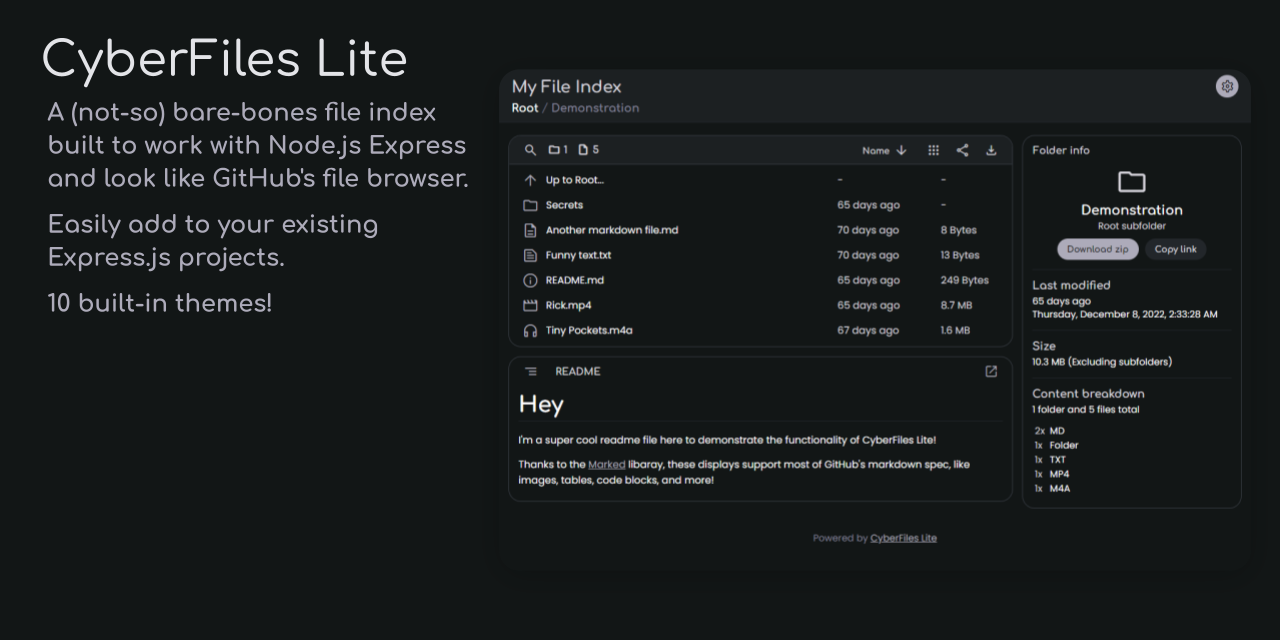 CyberFiles Lite
A (not-so) bare-bones file index
built to work with Node.js Express
and look like GitHub's file browser.
Easily add to your existing
Express.js projects.
10 built-in themes!
My File Index
Root / Demonstration
1 5 Name
Up to Root... - -
Secrets 65 days ago -
Another markdown file.md 70 days ago 8 Bytes
Funny text.txt 70 days ago 13 Bytes
README.md 65 days ago 249 Bytes
Rick.mp4 65 days ago 8.7 MB
Tiny Pockets.m4a 67 days ago 1.6 MB
README
Hey
I'm a super cool readme file here to demonstrate the functionality of CyberFiles Lite!
Thanks to the Marked libaray, these displays support most of GitHub's markdown spec, like
images, tables, code blocks, and more!
Folder info
Demonstration
Root subfolder
Download zip Copy link
Last modified
65 days ago
Thursday, December 8, 2022, 2:33:28 AM
Size
10.3 MB (Excluding subfolders)
Content breakdown
1 folder and 5 files total
2x MD
1x Folder
1x TXT
1x MP4
1x M4A
Powered by CyberFiles Lite